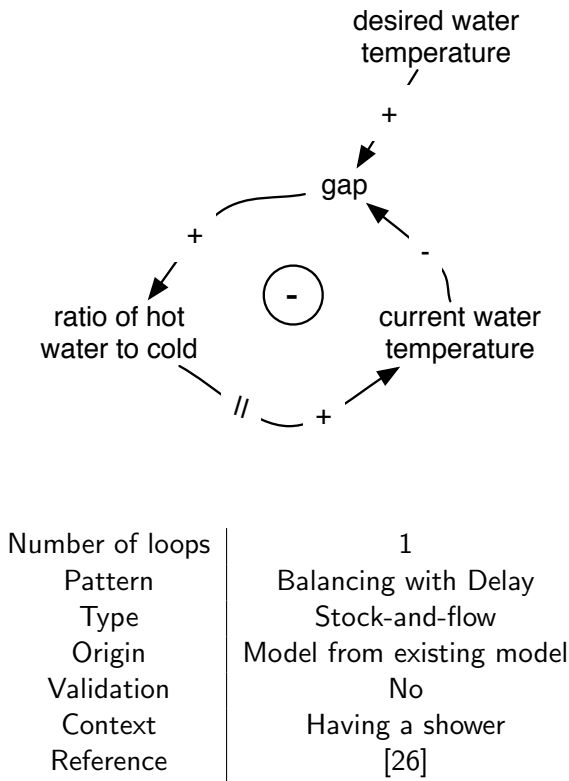 desired water
temperature
+
gap
+
-
-
ratio of hot
water to cold
current water
temperature
//
+
Number of loops 1
Pattern Balancing with Delay
Type Stock-and-flow
Origin Model from existing model
Validation No
Context Having a shower
Reference [26]